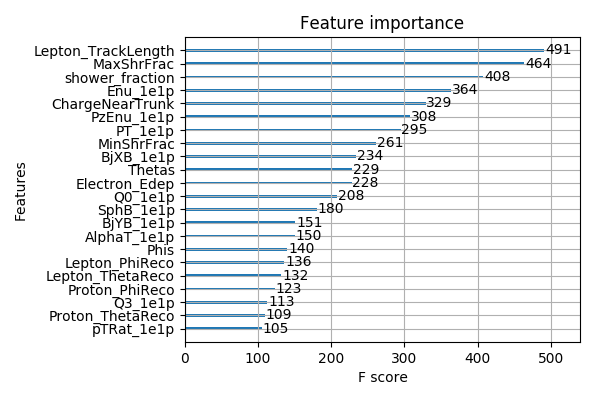 Feature importance
Features
Lepton_TrackLength 491
MaxShrFrac 464
shower_fraction 408
Enu_1e1p 364
ChargeNearTrunk 329
PzEnu_1e1p 308
PT_1e1p 295
MinShrFrac 261
BjXB_1e1p 234
Thetas 229
Electron_Edep 228
Q0_1e1p 208
SphB_1e1p 180
BjYB_1e1p 151
AlphaT_1e1p 150
Phis 140
Lepton_PhiReco 136
Lepton_ThetaReco 132
Proton_PhiReco 123
Q3_1e1p 113
Proton_ThetaReco 109
pTRat_1e1p 105
0 100 200 300 400 500
F score